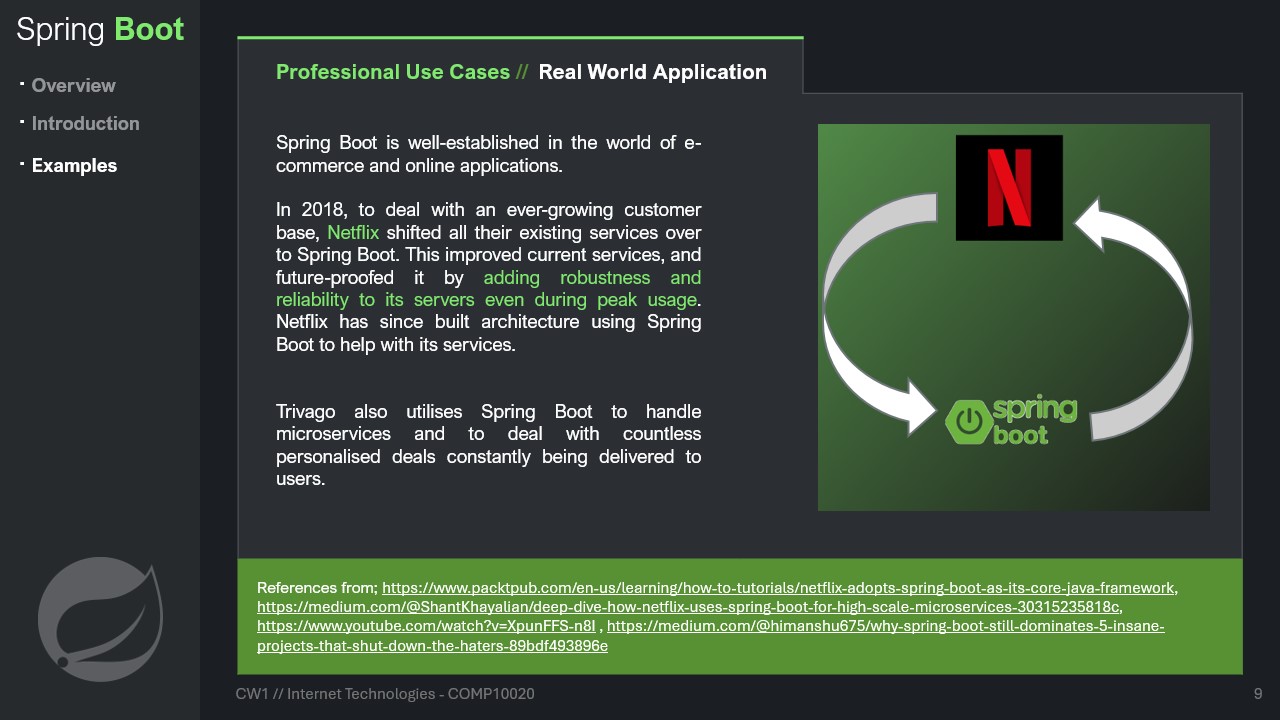 Spring Boot
Overview
Introduction
Examples
Professional Use Cases // Real World Application
Spring Boot is well-established in the world of e-
commerce and online applications.
In 2018, to deal with an ever-growing customer
base, Netflix shifted all their existing services over
to Spring Boot. This improved current services, and
future-proofed it by adding robustness and
reliability to its servers even during peak usage.
Netflix has since built architecture using Spring
Boot to help with its services.
Trivago also utilises Spring Boot to handle
microservices and to deal with countless
personalised deals constantly being delivered to
users.
N
spring
boot
References from; https://www.packtpub.com/en-us/learning/how-to-tutorials/netflix-adopts-spring-boot-as-its-core-java-framework,
https://medium.com/@ShantKhayalian/deep-dive-how-netflix-uses-spring-boot-for-high-scale-microservices-30315235818c,
https://www.youtube.com/watch?v=XpunFFS-n8I , https://medium.com/@himanshu675/why-spring-boot-still-dominates-5-insane-
projects-that-shut-down-the-haters-89bdf493896e
CW1 // Internet Technologies - COMP10020
9